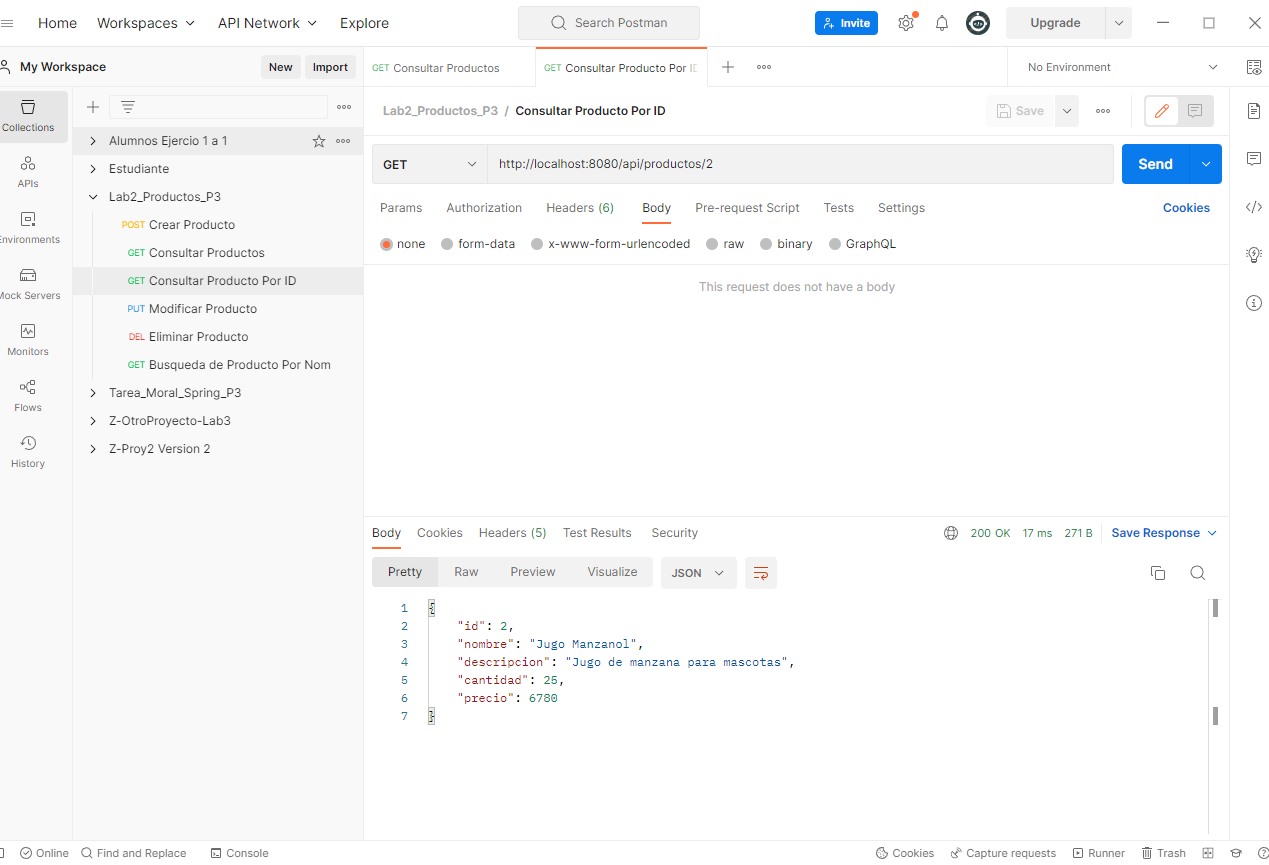 Home Workspaces API Network Explore Search Postman Invite Upgrade
My Workspace New Import GET Consultar Productos GET Consultar Producto Por ID No Environment
Collections
APIs
Environments
Mock Servers
Monitors
Flows
History
Alumnos Ejercio 1 a 1
Estudiante
Lab2_Productos_P3
POST Crear Producto
GET Consultar Productos
GET Consultar Producto Por ID
PUT Modificar Producto
DEL Eliminar Producto
GET Busqueda de Producto Por Nom
Tarea_Moral_Spring_P3
Z-OtroProyecto-Lab3
Z-Proy2 Version 2
Lab2_Productos_P3 / Consultar Producto Por ID Save
GET http://localhost:8080/api/productos/2 Send
Params Authorization Headers (6) Body Pre-request Script Tests Settings Cookies
none form-data x-www-form-urlencoded raw binary GraphQL
This request does not have a body
Body Cookies Headers (5) Test Results Security 200 OK 17 ms 271 B Save Response
Pretty Raw Preview Visualize JSON
1 {
2 "id": 2,
3 "nombre": "Jugo Manzanol",
4 "descripcion": "Jugo de manzana para mascotas",
5 "cantidad": 25,
6 "precio": 6780
7 }
Online Find and Replace Console Cookies Capture requests Runner Trash